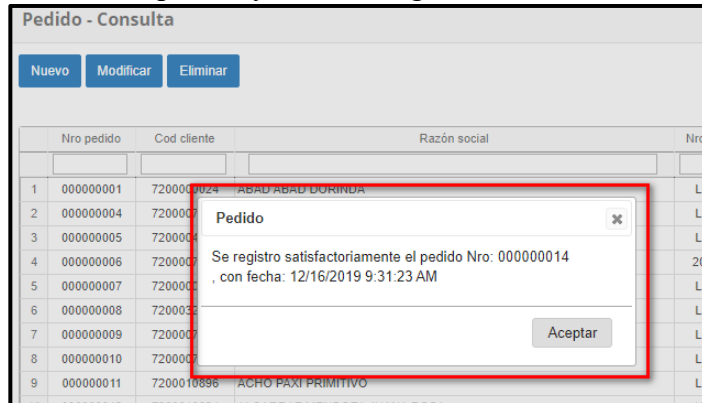 Pedido - Consulta
Nuevo Modificar Eliminar
Nro pedido Cod cliente Razón social
1 000000001 7200000024 ABAD ABAD DORINDA L
2 000000004 L
3 000000005 L
4 000000006 20
5 000000007 L
6 000000008 L
7 000000009 L
8 000000010 L
9 000000011 7200010896 ACHO PAXI PRIMITIVO L
Pedido
Se registro satisfactoriamente el pedido Nro: 000000014
, con fecha: 12/16/2019 9:31:23 AM
Aceptar